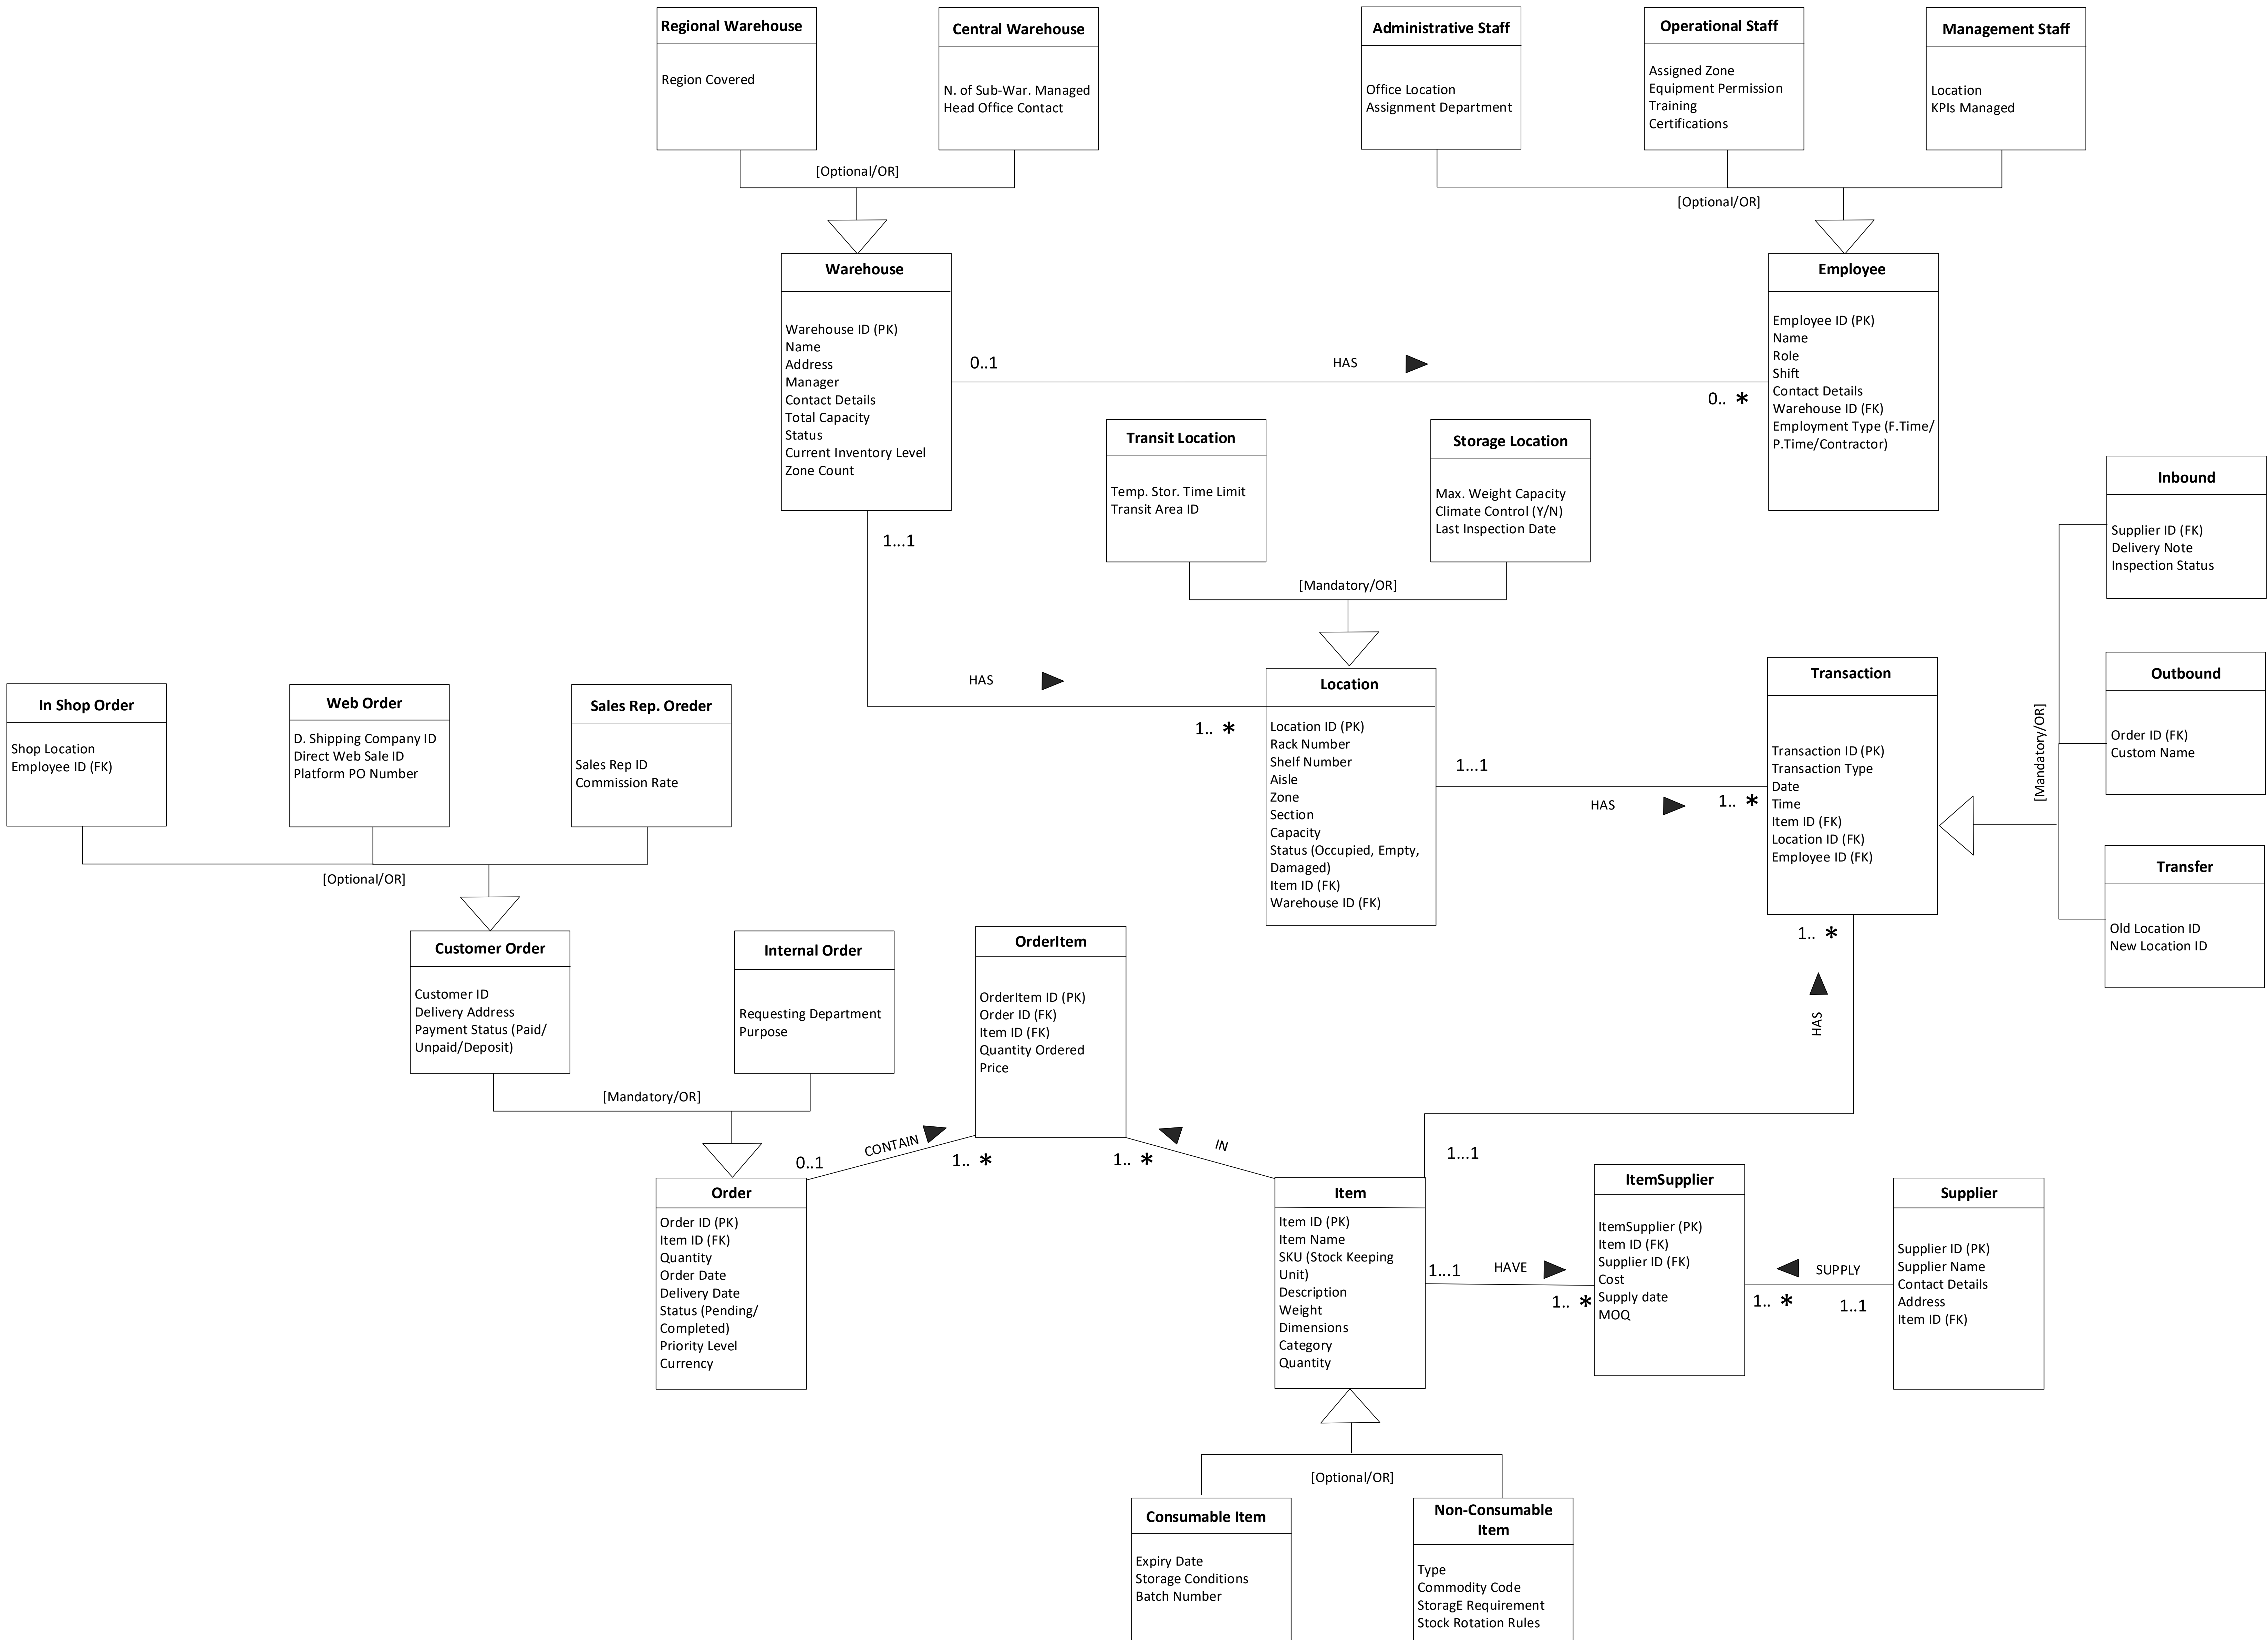 Regional Warehouse
Region Covered
Central Warehouse
N. of Sub-War. Managed
Head Office Contact
[Optional/OR]
Administrative Staff
Office Location
Assignment Department
Operational Staff
Assigned Zone
Equipment Permission
Training
Certifications
Management Staff
Location
KPIs Managed
[Optional/OR]
Warehouse
Warehouse ID (PK)
Name
Address
Manager
Contact Details
Total Capacity
Status
Current Inventory Level
Zone Count
0..1
HAS
0.. *
Employee
Employee ID (PK)
Name
Role
Shift
Contact Details
Warehouse ID (FK)
Employment Type (F.Time/
P.Time/Contractor)
1...1
HAS
1.. *
Transit Location
Temp. Stor. Time Limit
Transit Area ID
Storage Location
Max. Weight Capacity
Climate Control (Y/N)
Last Inspection Date
[Mandatory/OR]
Location
Location ID (PK)
Rack Number
Shelf Number
Aisle
Zone
Section
Capacity
Status (Occupied, Empty,
Damaged)
Item ID (FK)
Warehouse ID (FK)
1...1
HAS
1.. *
Transaction
Transaction ID (PK)
Transaction Type
Date
Time
Item ID (FK)
Location ID (FK)
Employee ID (FK)
[Mandatory/OR]
Inbound
Supplier ID (FK)
Delivery Note
Inspection Status
Outbound
Order ID (FK)
Custom Name
Transfer
Old Location ID
New Location ID
1.. *
HAS
1...1
In Shop Order
Shop Location
Employee ID (FK)
Web Order
D. Shipping Company ID
Direct Web Sale ID
Platform PO Number
Sales Rep. Oreder
Sales Rep ID
Commission Rate
[Optional/OR]
Customer Order
Customer ID
Delivery Address
Payment Status (Paid/
Unpaid/Deposit)
Internal Order
Requesting Department
Purpose
[Mandatory/OR]
OrderItem
OrderItem ID (PK)
Order ID (FK)
Item ID (FK)
Quantity Ordered
Price
0..1
CONTAIN
1.. *
1.. *
IN
Order
Order ID (PK)
Item ID (FK)
Quantity
Order Date
Delivery Date
Status (Pending/
Completed)
Priority Level
Currency
Item
Item ID (PK)
Item Name
SKU (Stock Keeping
Unit)
Description
Weight
Dimensions
Category
Quantity
1...1
HAVE
1.. *
ItemSupplier
ItemSupplier (PK)
Item ID (FK)
Supplier ID (FK)
Cost
Supply date
MOQ
SUPPLY
1.. *
1..1
Supplier
Supplier ID (PK)
Supplier Name
Contact Details
Address
Item ID (FK)
[Optional/OR]
Consumable Item
Expiry Date
Storage Conditions
Batch Number
Non-Consumable
Item
Type
Commodity Code
StoragE Requirement
Stock Rotation Rules